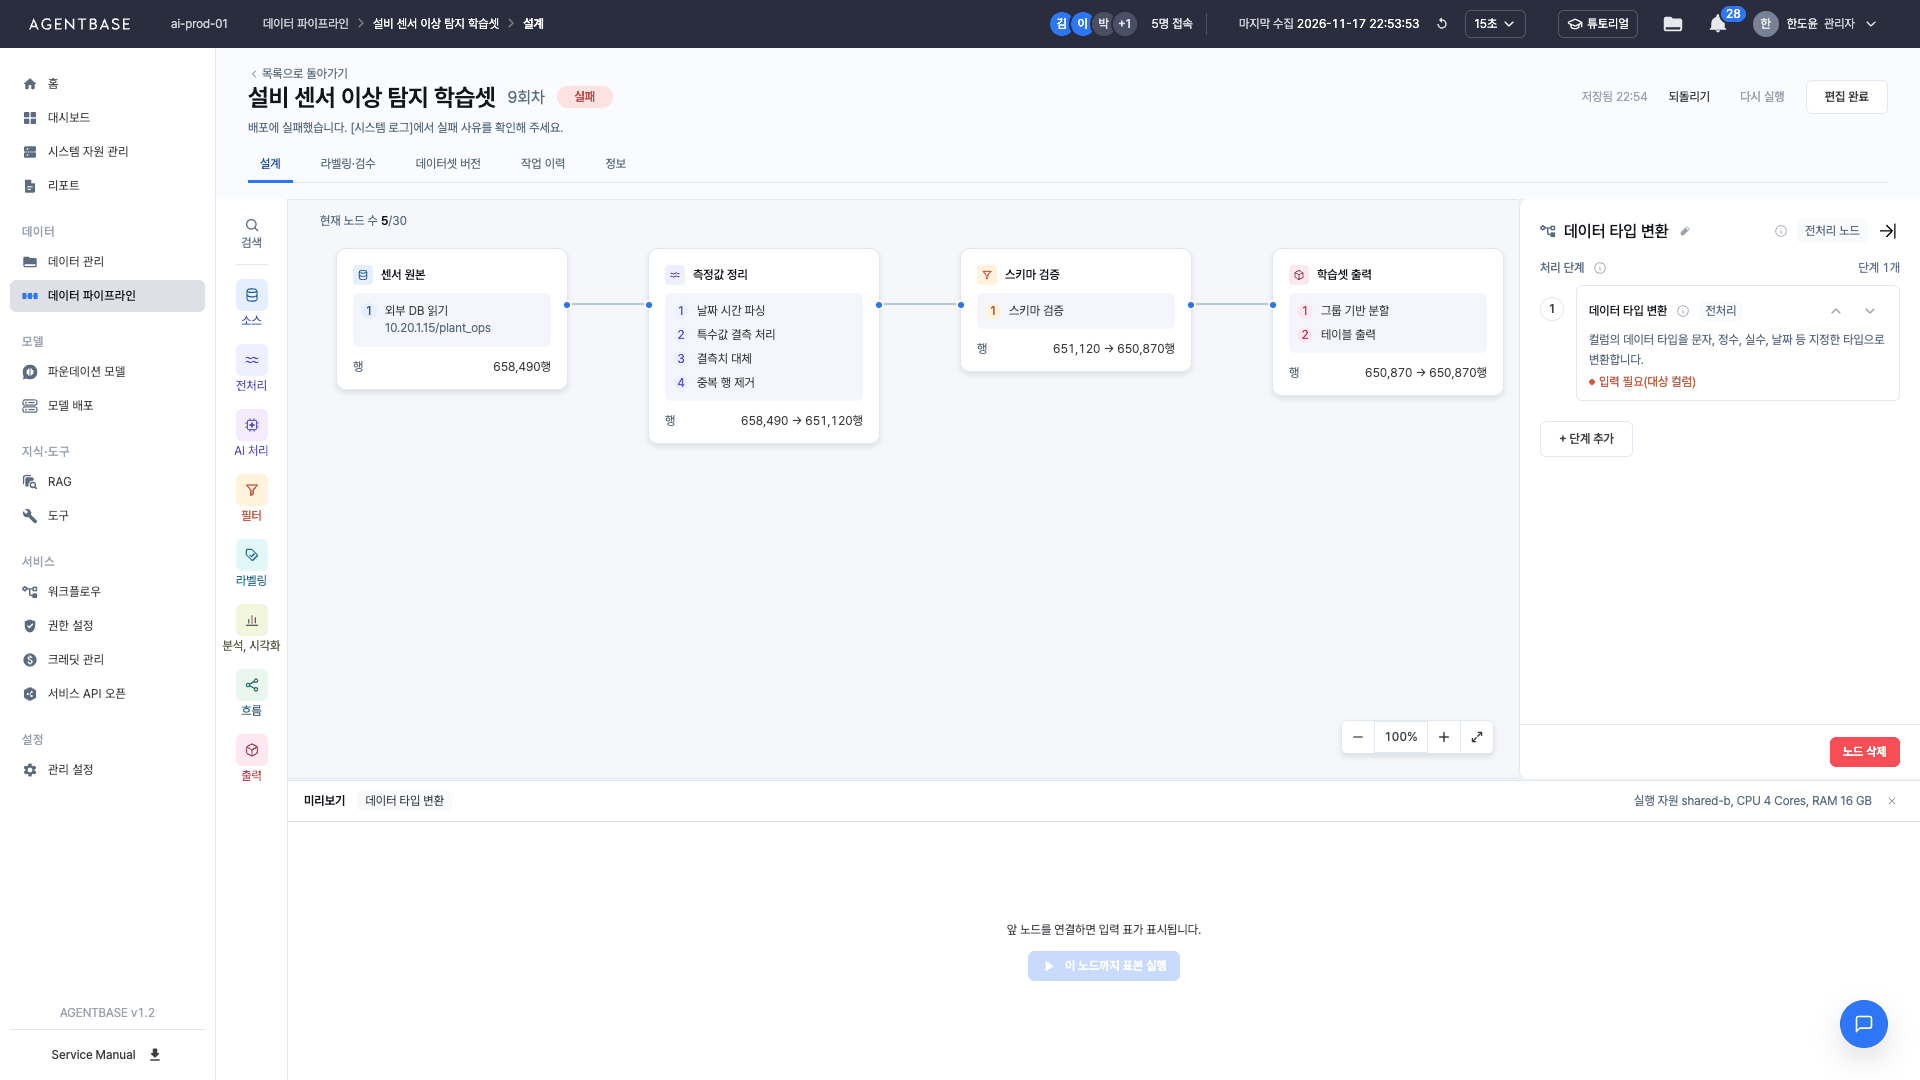 AGENTBASE
ai-prod-01
데이터 파이프라인 > 설비 센서 이상 탐지 학습셋 > 설계
김 이 박 +1 5명 접속
마지막 수집 2026-11-17 22:53:53
15초
튜토리얼
28
한 한도윤 관리자
홈
대시보드
시스템 자원 관리
리포트
데이터
데이터 관리
데이터 파이프라인
모델
파운데이션 모델
모델 배포
지식·도구
RAG
도구
서비스
워크플로우
권한 설정
크레딧 관리
서비스 API 오픈
설정
관리 설정
AGENTBASE v1.2
Service Manual
목록으로 돌아가기
설비 센서 이상 탐지 학습셋 9회차 실패
배포에 실패했습니다. [시스템 로그]에서 실패 사유를 확인해 주세요.
저장됨 22:54 되돌리기 다시 실행 편집 완료
설계 라벨링·검수 데이터셋 버전 작업 이력 정보
검색
소스
전처리
AI 처리
필터
라벨링
분석, 시각화
흐름
출력
현재 노드 수 5/30
센서 원본
1 외부 DB 읽기
10.20.1.15/plant_ops
행 658,490행
측정값 정리
1 날짜 시간 파싱
2 특수값 결측 처리
3 결측치 대체
4 중복 행 제거
행 658,490 → 651,120행
스키마 검증
1 스키마 검증
행 651,120 → 650,870행
학습셋 출력
1 그룹 기반 분할
2 테이블 출력
행 650,870 → 650,870행
100%
데이터 타입 변환 전처리 노드
처리 단계 단계 1개
1 데이터 타입 변환 전처리
컬럼의 데이터 타입을 문자, 정수, 실수, 날짜 등 지정한 타입으로
변환합니다.
입력 필요(대상 컬럼)
+ 단계 추가
노드 삭제
미리보기 데이터 타입 변환
실행 자원 shared-b, CPU 4 Cores, RAM 16 GB
앞 노드를 연결하면 입력 표가 표시됩니다.
이 노드까지 표본 실행